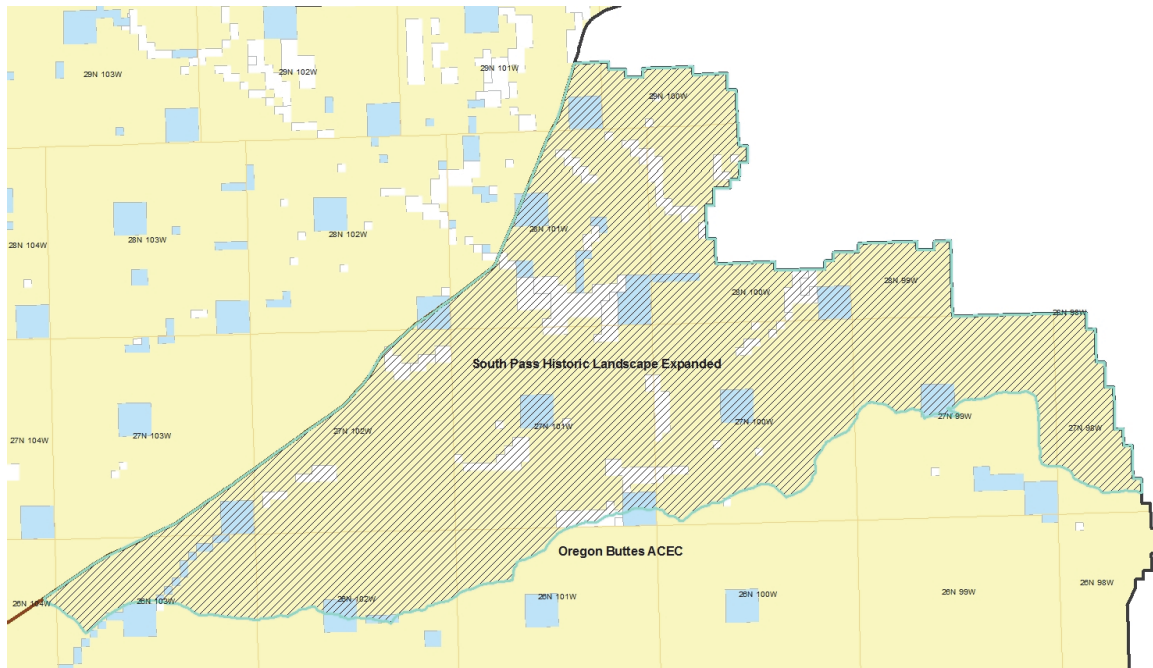 29N 103W
29N 102W
29N 101W
29N 100W
28N 104W
28N 103W
28N 102W
28N 101W
28N 100W
28N 99W
28N 98W
South Pass Historic Landscape Expanded
27N 104W
27N 103W
27N 102W
27N 101W
27N 100W
27N 99W
27N 98W
Oregon Buttes ACEC
26N 104W
26N 103W
26N 102W
26N 101W
26N 100W
26N 99W
26N 98W